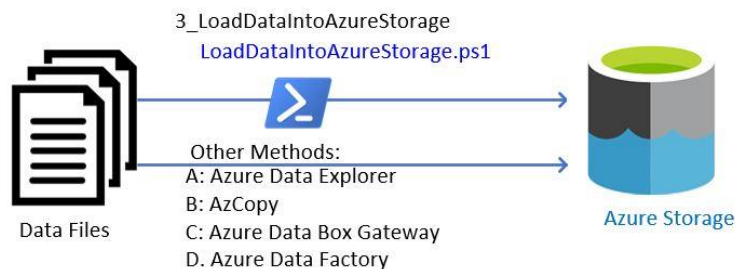 3_LoadDataIntoAzureStorage
LoadDataIntoAzureStorage.ps1
Other Methods:
A: Azure Data Explorer
B: AzCopy
C: Azure Data Box Gateway
D. Azure Data Factory
Data Files
Azure Storage